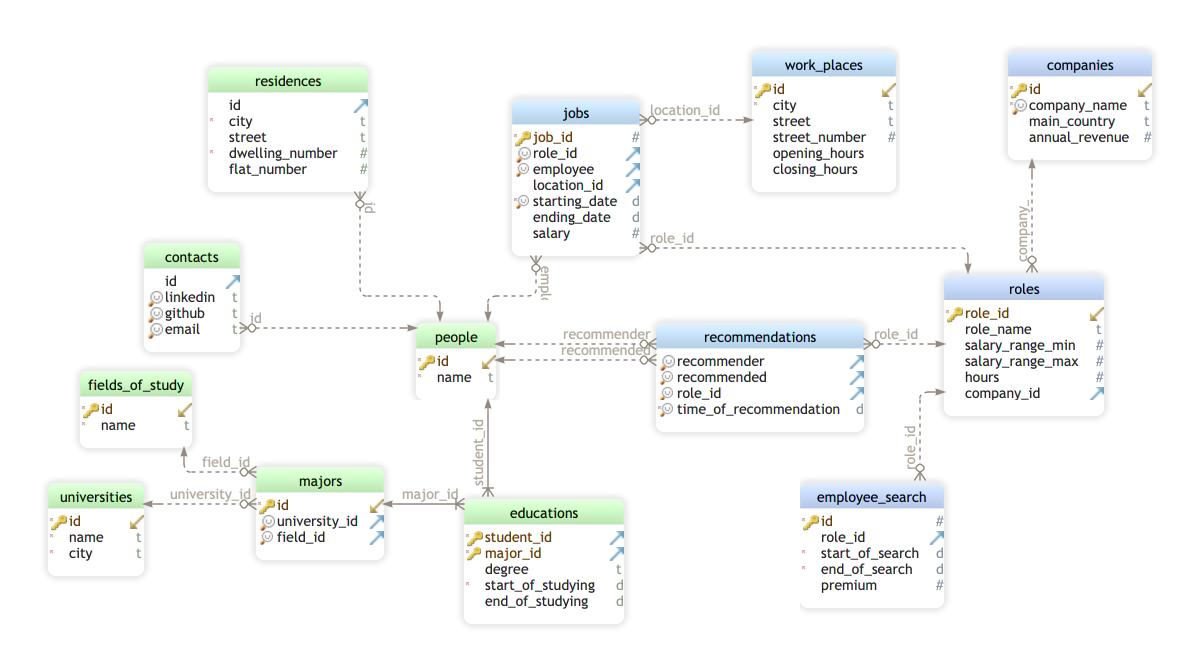 residences
id
city t
street t
dwelling_number #
flat_number #
id
contacts
id
linkedin t
github t
email t
id
fields_of_study
id
name t
field_id
universities
id
name t
city t
university_id
majors
id
university_id
field_id
major_id
student_id
educations
student_id
major_id
degree t
start_of_studying d
end_of_studying d
people
id
name t
jobs
job_id #
role_id
employee
location_id
starting_date d
ending_date d
salary #
location_id
role_id
emplo
work_places
id
city t
street t
street_number #
opening_hours
closing_hours
recommender
recommended
recommendations
recommender
recommended
role_id
time_of_recommendation d
role_id
companies
id
company_name t
main_country t
annual_revenue #
company_
roles
role_id
role_name t
salary_range_min #
salary_range_max #
hours #
company_id
role_id
employee_search
id #
role_id
start_of_search d
end_of_search d
premium #